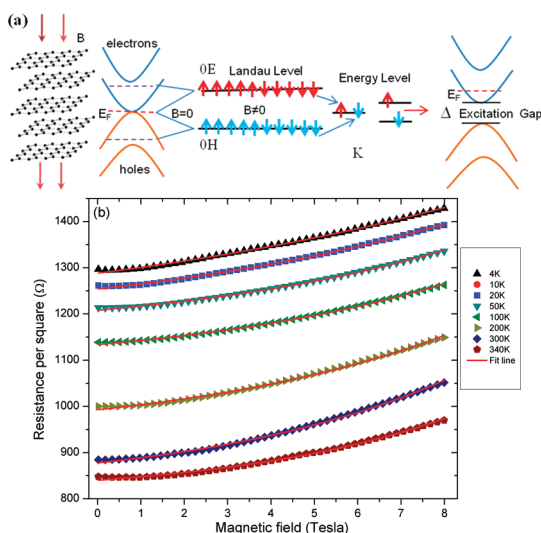 (a)
B
electrons
E_F
holes
B=0
0E
Landau Level
B≠0
0H
Energy Level
K
E_F
Δ Excitation Gap
(b)
Resistance per square (Ω)
1400
1300
1200
1100
1000
900
800
0 1 2 3 4 5 6 7 8
Magnetic field (Tesla)
4K
10K
20K
50K
100K
200K
300K
340K
Fit line